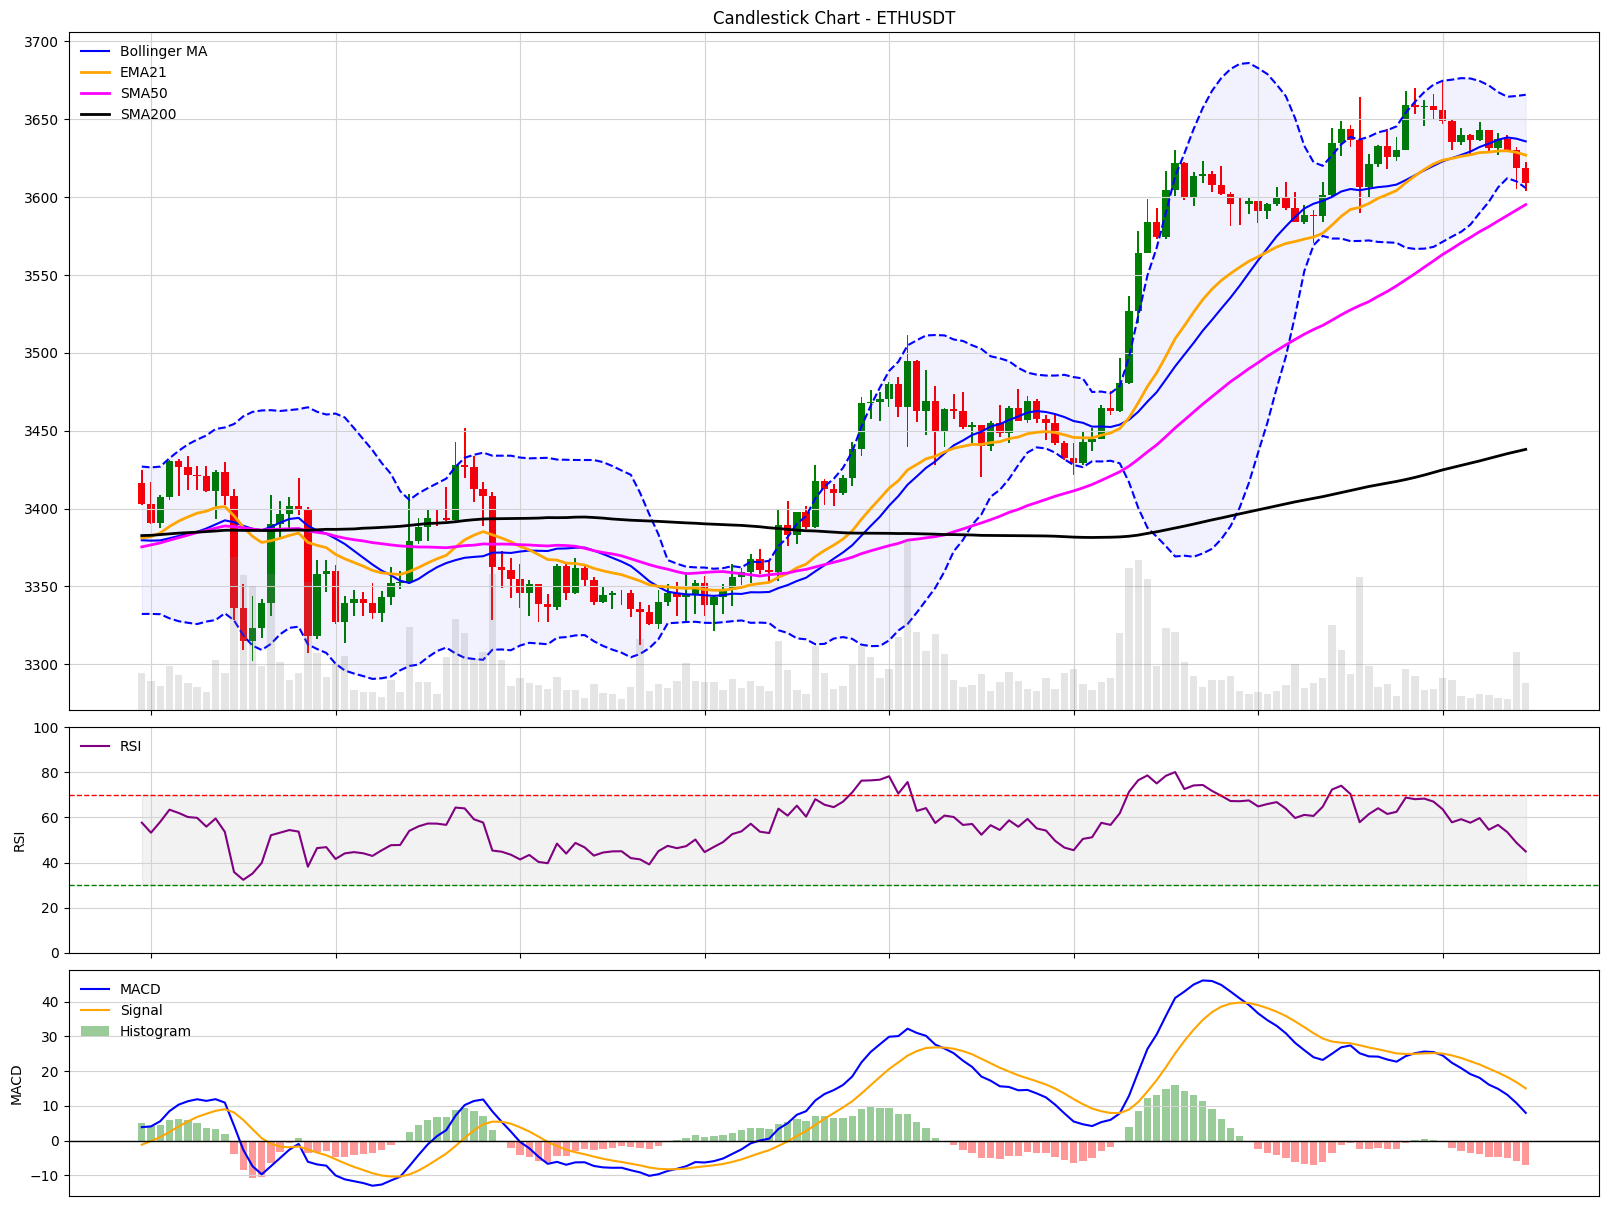 Candlestick Chart - ETHUSDT
Bollinger MA
EMA21
SMA50
SMA200
3700
3650
3600
3550
3500
3450
3400
3350
3300
RSI
RSI
100
80
60
40
20
0
MACD
Signal
Histogram
MACD
40
30
20
10
0
−10